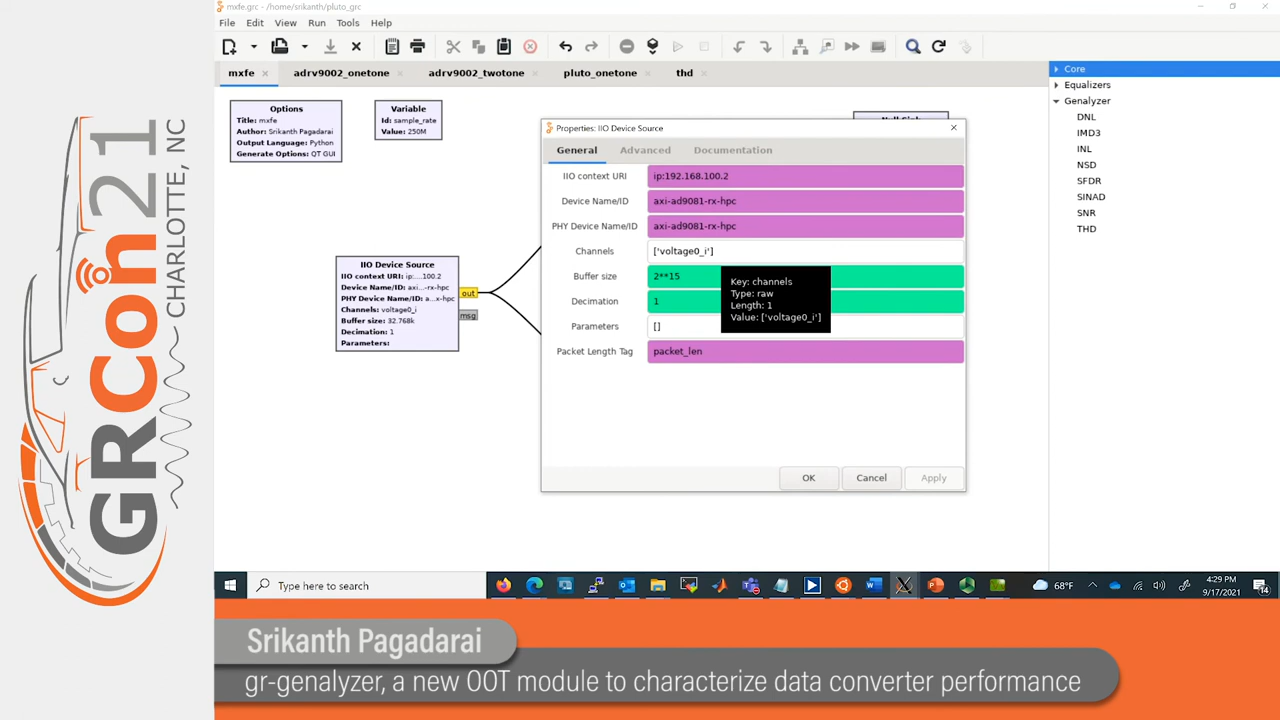 mxfe.grc - /home/srikanth/pluto_grc
File Edit View Run Tools Help
mxfe adrv9002_onetone adrv9002_twotone pluto_onetone thd
Options
Title: mxfe
Author: Srikanth Pagadarai
Output Language: Python
Generate Options: QT GUI
Variable
Id: sample_rate
Value: 250M
IIO Device Source
IIO context URI: ip:....100.2
Device Name/ID: axi...-rx-hpc
PHY Device Name/ID: a...x-hpc
Channels: voltage0_i
Buffer size: 32.768k
Decimation: 1
Parameters:
out
msg
Properties: IIO Device Source
General Advanced Documentation
IIO context URI ip:192.168.100.2
Device Name/ID axi-ad9081-rx-hpc
PHY Device Name/ID axi-ad9081-rx-hpc
Channels ['voltage0_i']
Buffer size 2**15
Decimation 1
Parameters []
Packet Length Tag packet_len
Key: channels
Type: raw
Length: 1
Value: ['voltage0_i']
OK Cancel Apply
Core
Equalizers
Genalyzer
DNL
IMD3
INL
NSD
SFDR
SINAD
SNR
THD
Type here to search
68°F
4:29 PM
9/17/2021
14
GRCon21
CHARLOTTE, NC
Srikanth Pagadarai
gr-genalyzer, a new OOT module to characterize data converter performance